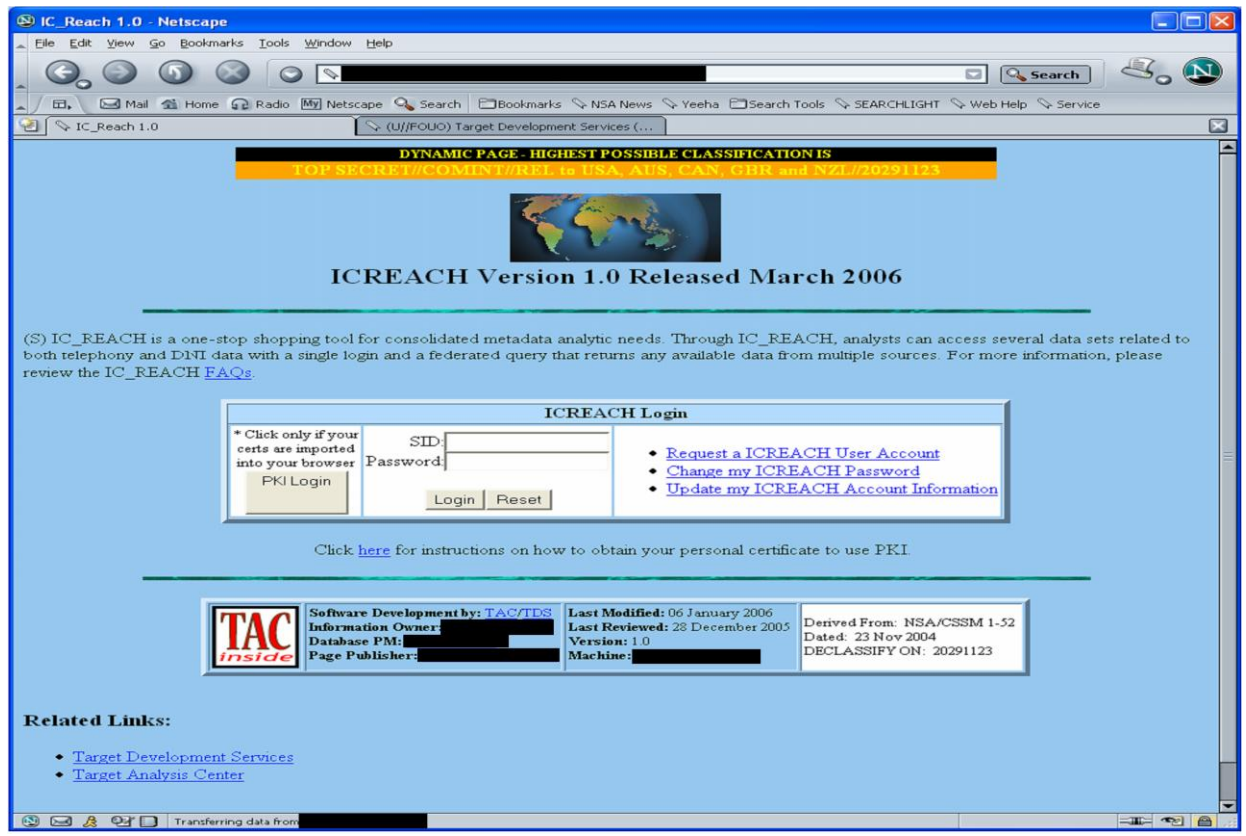 IC_Reach 1.0 - Netscape
File Edit View Go Bookmarks Tools Window Help
Search
Mail Home Radio My Netscape Search Bookmarks NSA News Yeeha Search Tools SEARCHLIGHT Web Help Service
IC_Reach 1.0 (U//FOUO) Target Development Services (...
DYNAMIC PAGE - HIGHEST POSSIBLE CLASSIFICATION IS
TOP SECRET//COMINT//REL to USA, AUS, CAN, GBR and NZL//20291123
ICREACH Version 1.0 Released March 2006
(S) IC_REACH is a one-stop shopping tool for consolidated metadata analytic needs. Through IC_REACH, analysts can access several data sets related to
both telephony and DNI data with a single login and a federated query that returns any available data from multiple sources. For more information, please
review the IC_REACH FAQs.
ICREACH Login
* Click only if your
certs are imported
into your browser
PKI Login
SID:
Password:
Login Reset
• Request a ICREACH User Account
• Change my ICREACH Password
• Update my ICREACH Account Information
Click here for instructions on how to obtain your personal certificate to use PKI.
TAC
inside
Software Development by: TAC/TDS
Information Owner:
Database PM:
Page Publisher:
Last Modified: 06 January 2006
Last Reviewed: 28 December 2005
Version: 1.0
Machine:
Derived From: NSA/CSSM 1-52
Dated: 23 Nov 2004
DECLASSIFY ON: 20291123
Related Links:
• Target Development Services
• Target Analysis Center
Transferring data from